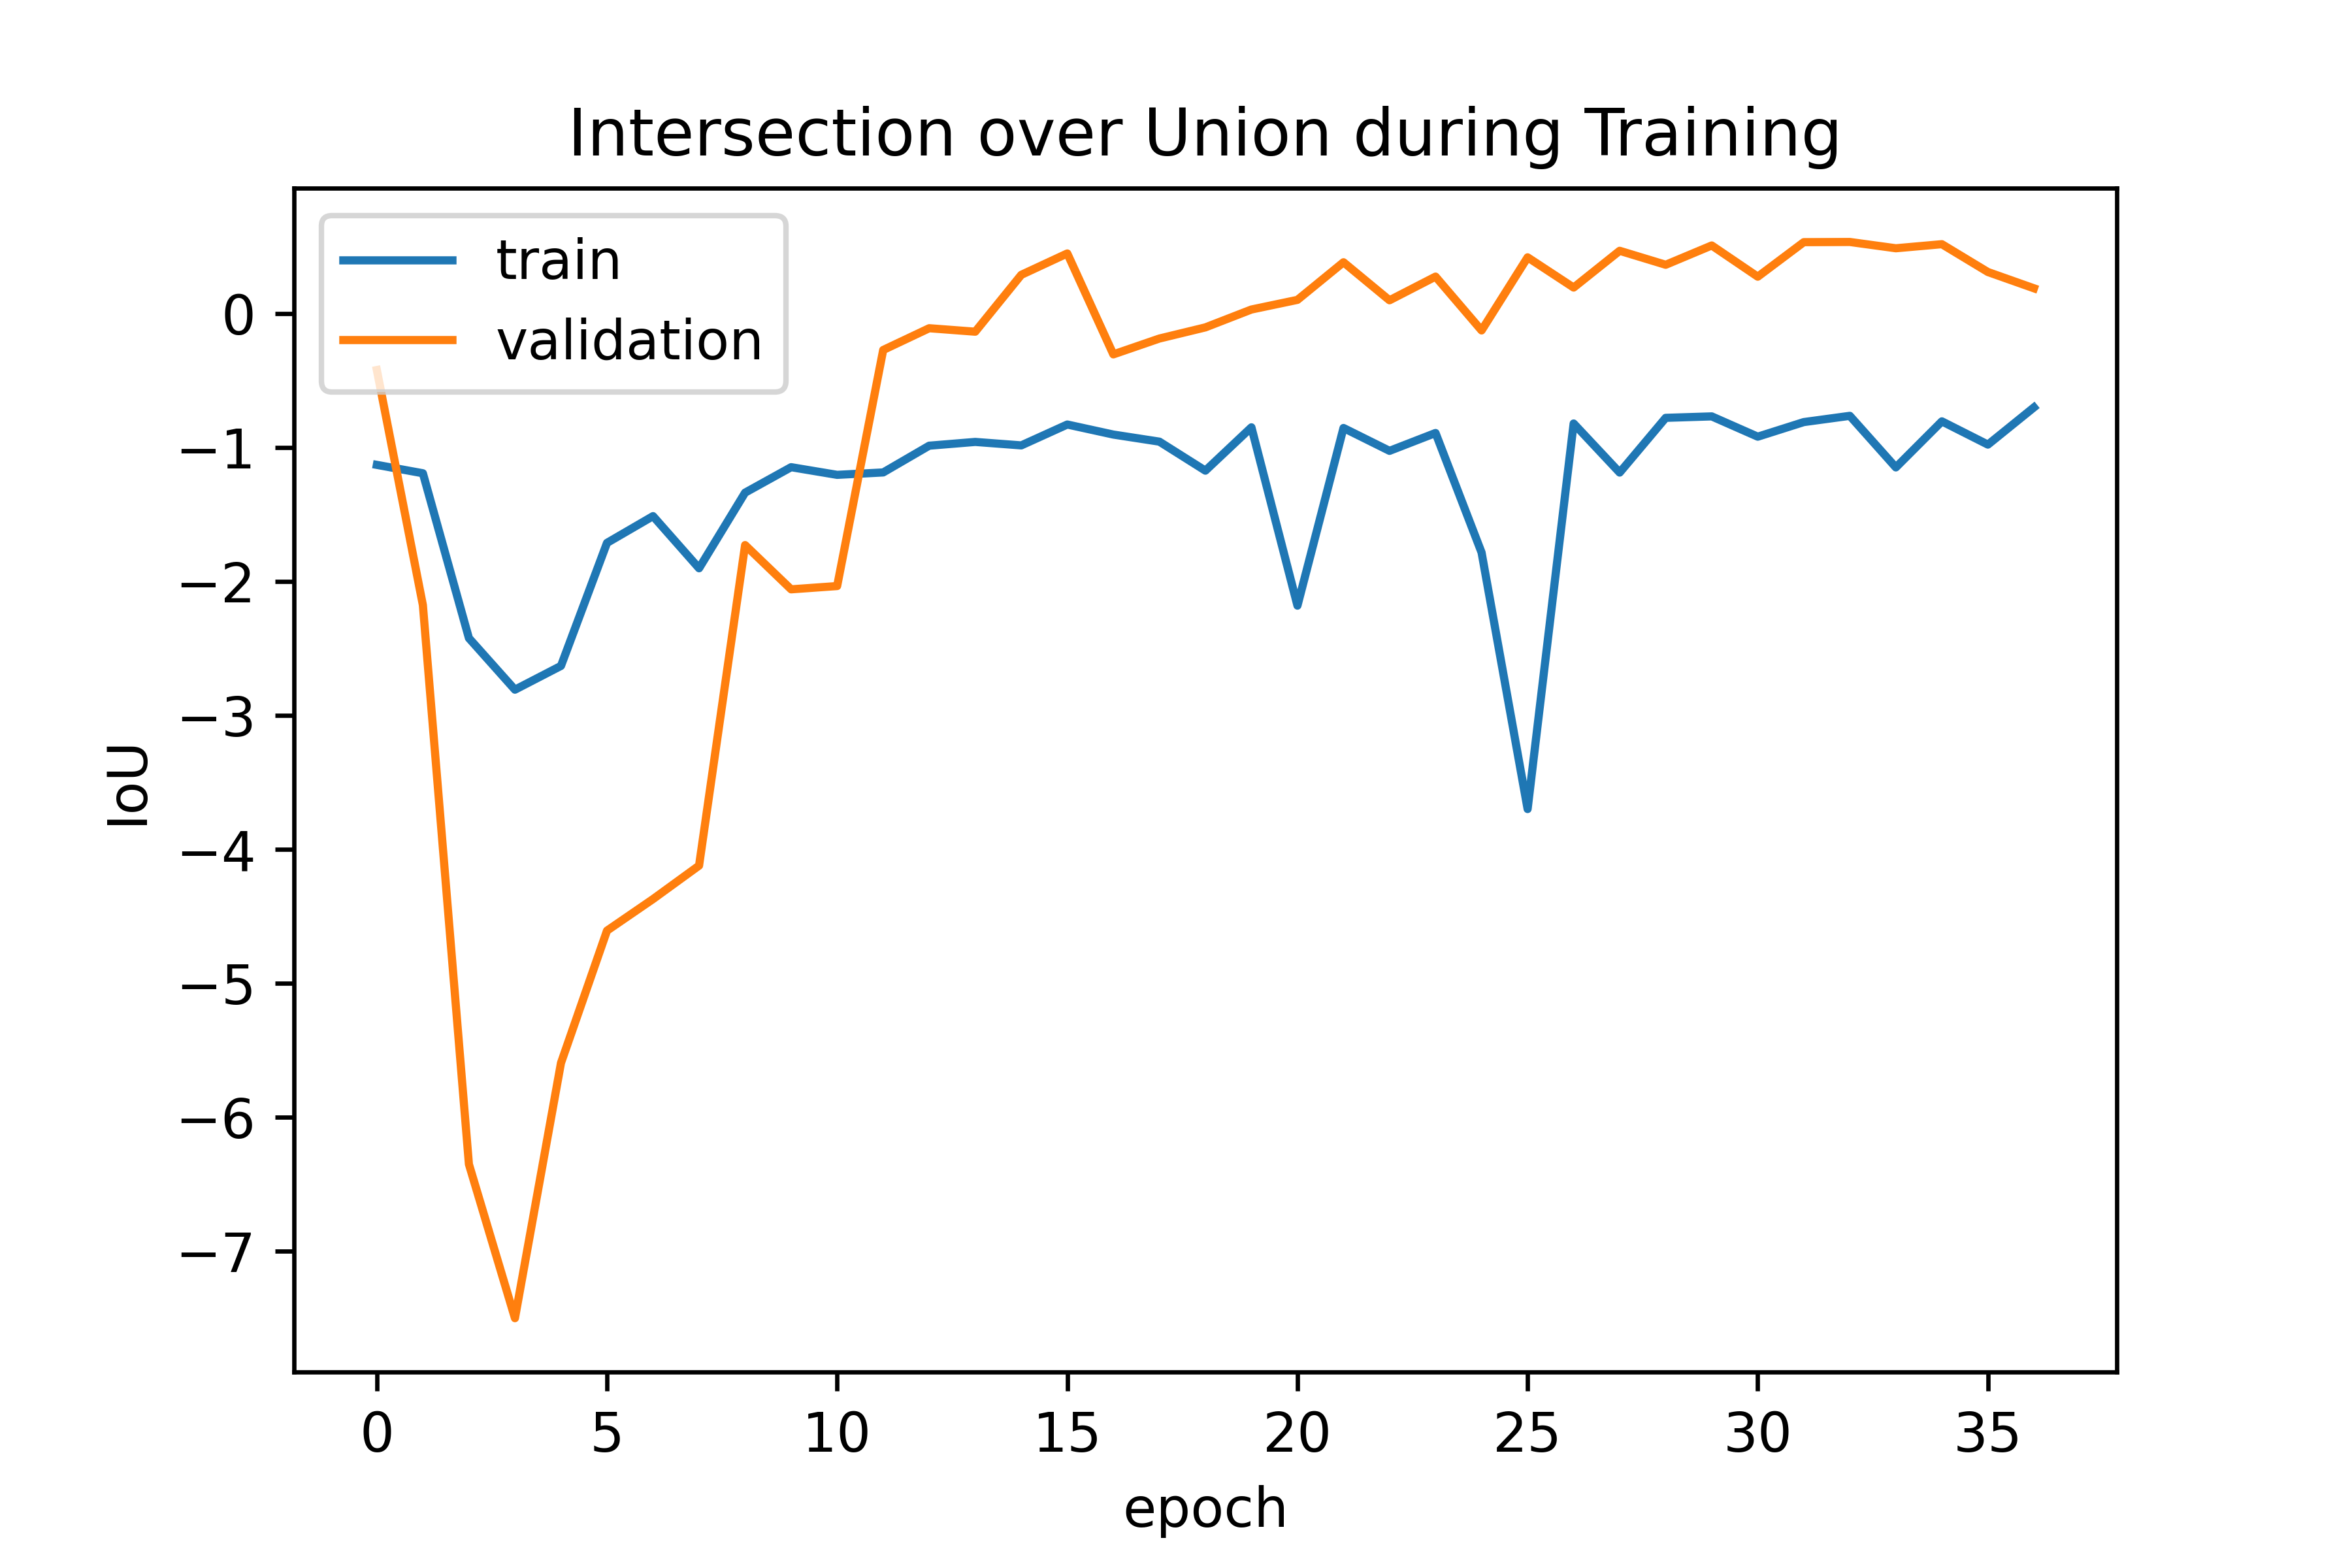 Intersection over Union during Training
train
validation
0
−1
−2
−3
−4
−5
−6
−7
IoU
0 5 10 15 20 25 30 35
epoch